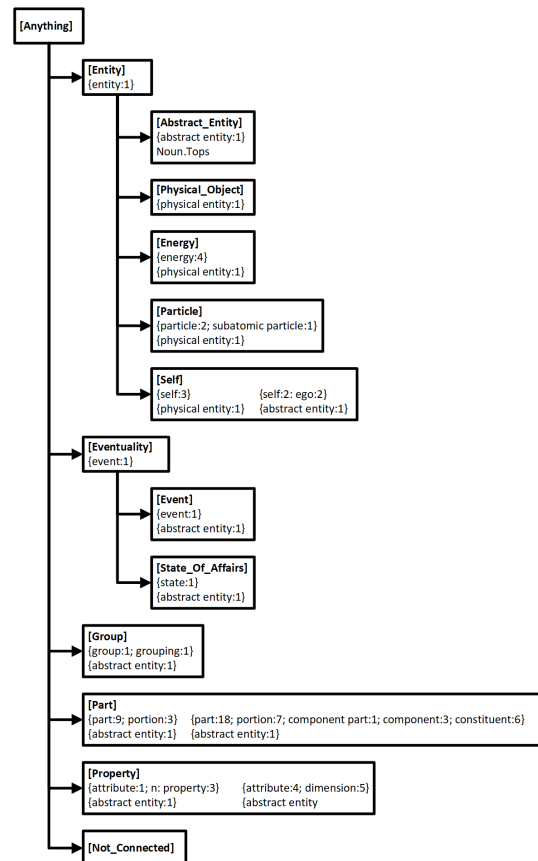 [Anything]
[Entity]
{entity:1}
[Abstract_Entity]
{abstract entity:1}
Noun.Tops
[Physical_Object]
{physical entity:1}
[Energy]
{energy:4}
{physical entity:1}
[Particle]
{particle:2; subatomic particle:1}
{physical entity:1}
[Self]
{self:3} {self:2: ego:2}
{physical entity:1} {abstract entity:1}
[Eventuality]
{event:1}
[Event]
{event:1}
{abstract entity:1}
[State_Of_Affairs]
{state:1}
{abstract entity:1}
[Group]
{group:1; grouping:1}
{abstract entity:1}
[Part]
{part:9; portion:3} {part:18; portion:7; component part:1; component:3; constituent:6}
{abstract entity:1} {abstract entity:1}
[Property]
{attribute:1; n: property:3} {attribute:4; dimension:5}
{abstract entity:1} {abstract entity
[Not_Connected]